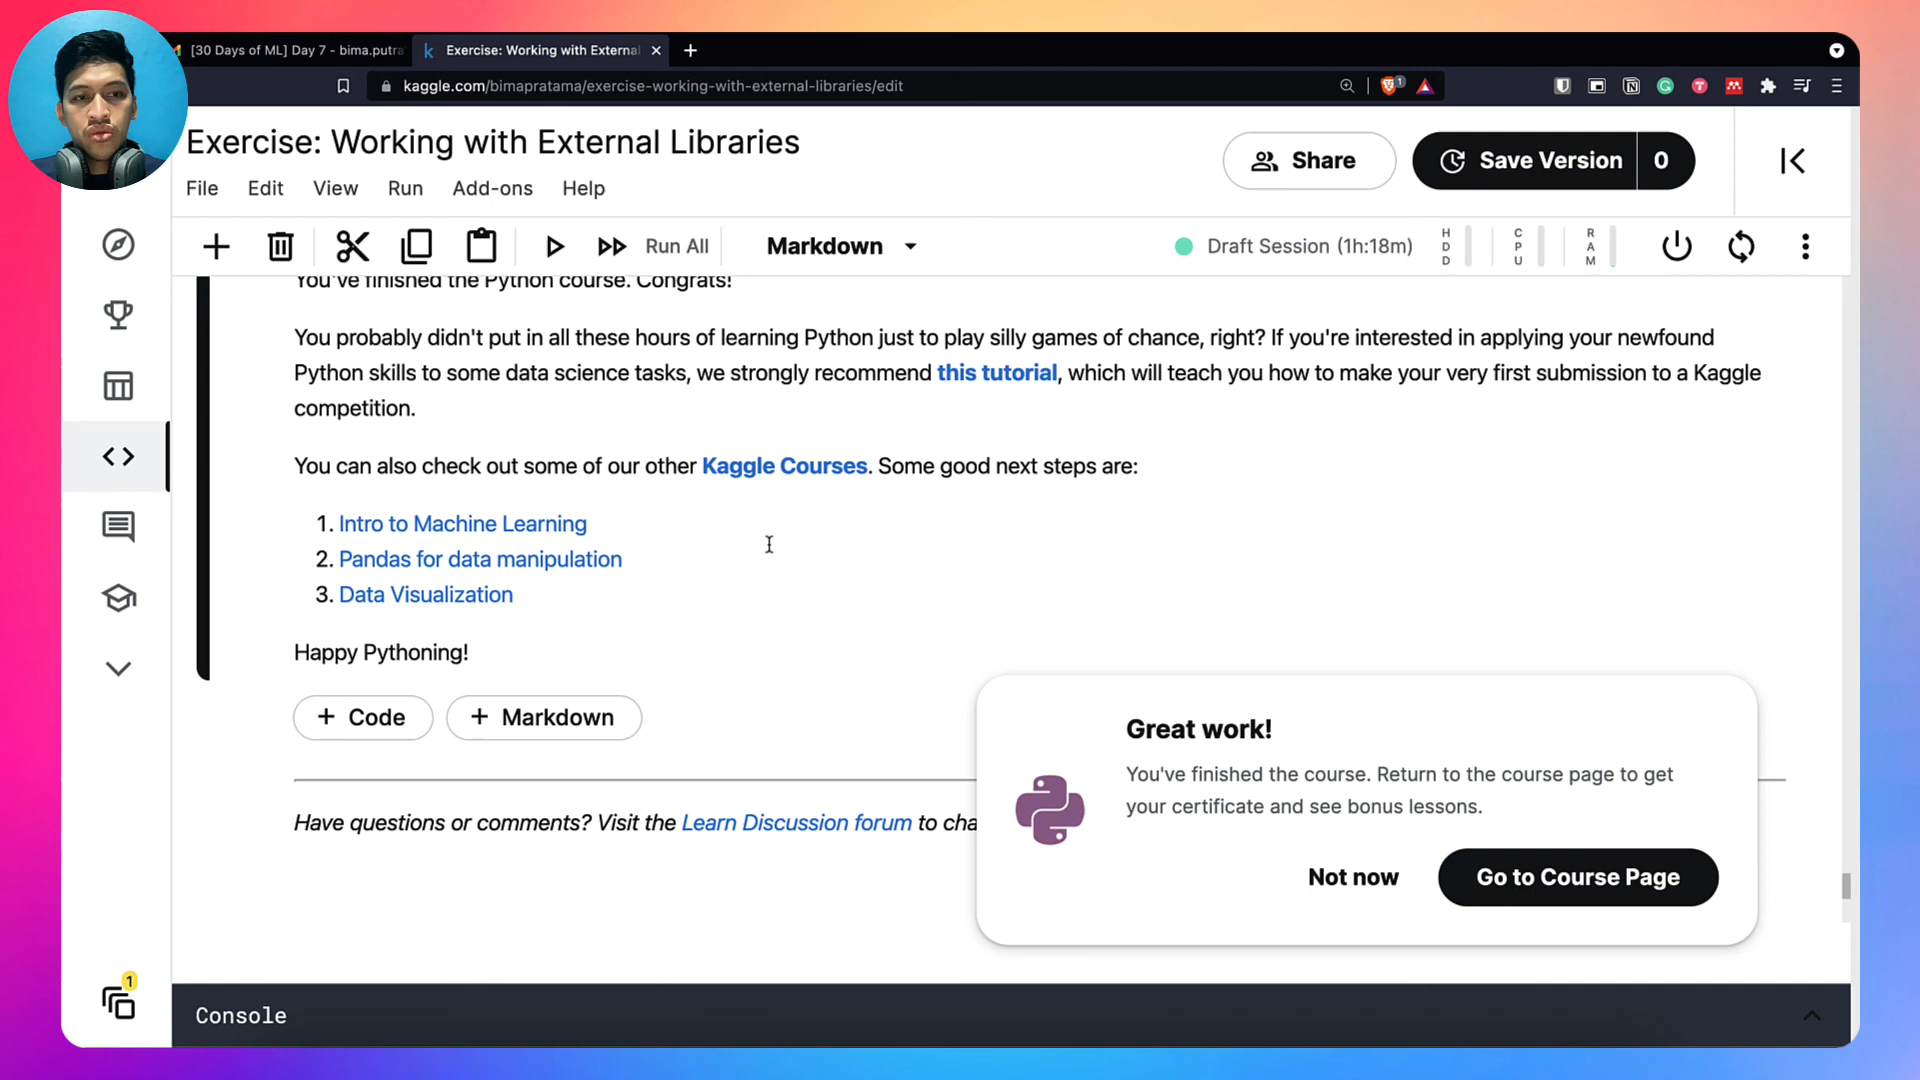 [30 Days of ML] Day 7 - bima.putra
Exercise: Working with External
kaggle.com/bimapratama/exercise-working-with-external-libraries/edit
1
Exercise: Working with External Libraries
Share
Save Version
0
File
Edit
View
Run
Add-ons
Help
Run All
Markdown
Draft Session (1h:18m)
HDD
CPU
RAM
You've finished the Python course. Congrats!
You probably didn't put in all these hours of learning Python just to play silly games of chance, right? If you're interested in applying your newfound
Python skills to some data science tasks, we strongly recommend this tutorial, which will teach you how to make your very first submission to a Kaggle
competition.
You can also check out some of our other Kaggle Courses. Some good next steps are:
1. Intro to Machine Learning
2. Pandas for data manipulation
3. Data Visualization
Happy Pythoning!
+ Code
+ Markdown
Great work!
You've finished the course. Return to the course page to get
your certificate and see bonus lessons.
Not now
Go to Course Page
Have questions or comments? Visit the Learn Discussion forum to cha
1
Console